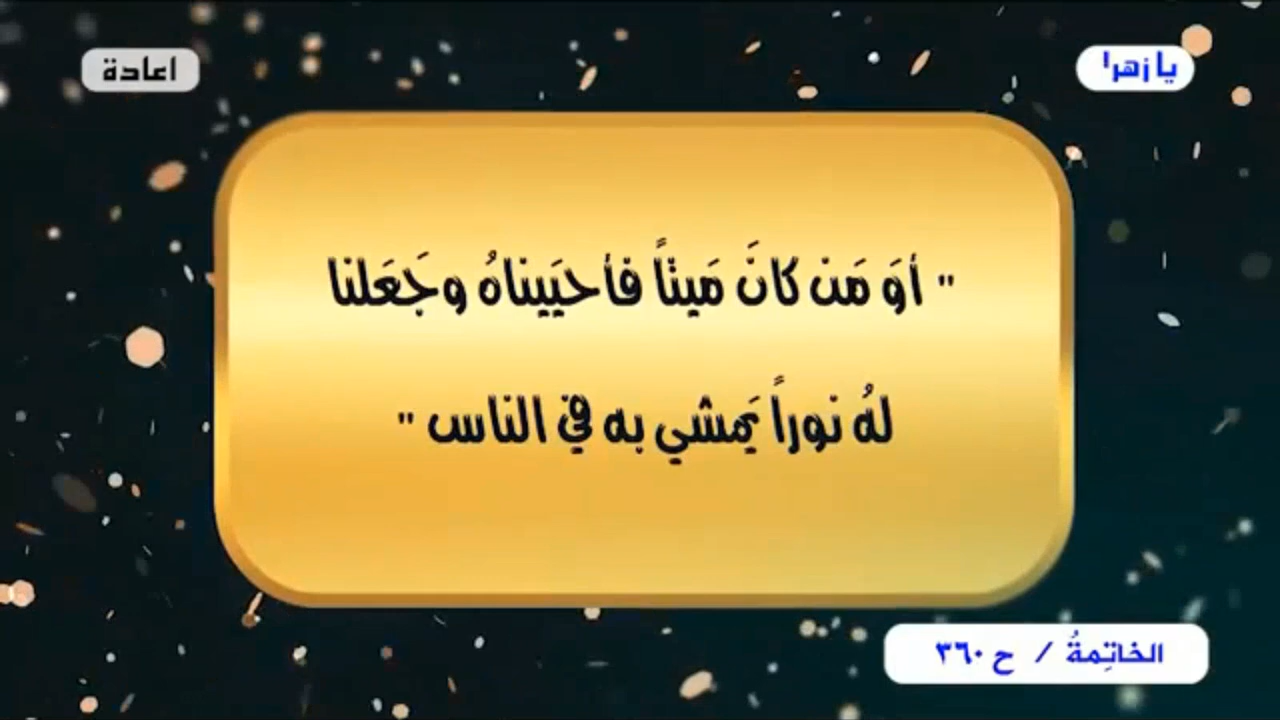 يا زهرا
اعادة
" أوَ مَن كانَ مَيتاً فأحيَيناهُ وجَعَلنا
لهُ نوراً يَمشي به في الناس "
الخاتِمةُ / ح ٣٦٠